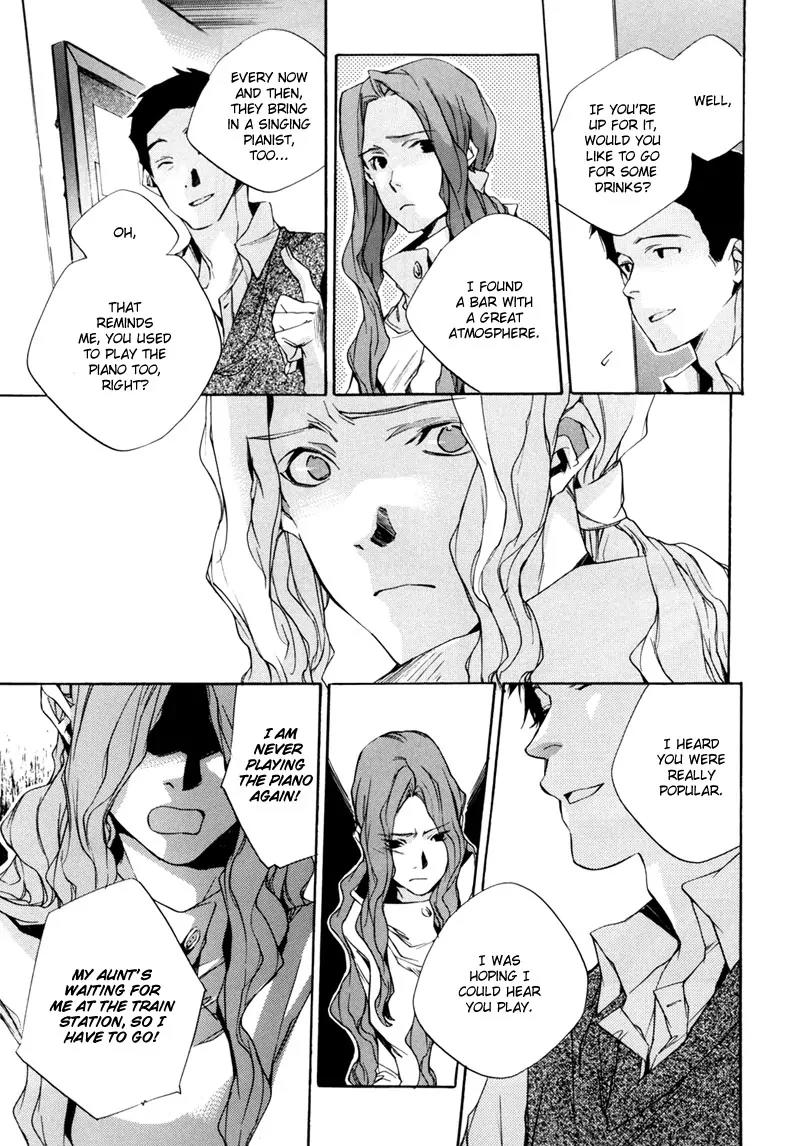 WELL,
IF YOU'RE
UP FOR IT,
WOULD YOU
LIKE TO GO
FOR SOME
DRINKS?
I FOUND
A BAR WITH
A GREAT
ATMOSPHERE.
EVERY NOW
AND THEN,
THEY BRING
IN A SINGING
PIANIST,
TOO...
OH,
THAT
REMINDS
ME, YOU USED
TO PLAY THE
PIANO TOO,
RIGHT?
I HEARD
YOU WERE
REALLY
POPULAR.
I WAS
HOPING I
COULD HEAR
YOU PLAY.
I AM
NEVER
PLAYING
THE PIANO
AGAIN!
MY AUNT'S
WAITING FOR
ME AT THE TRAIN
STATION, SO I
HAVE TO GO!